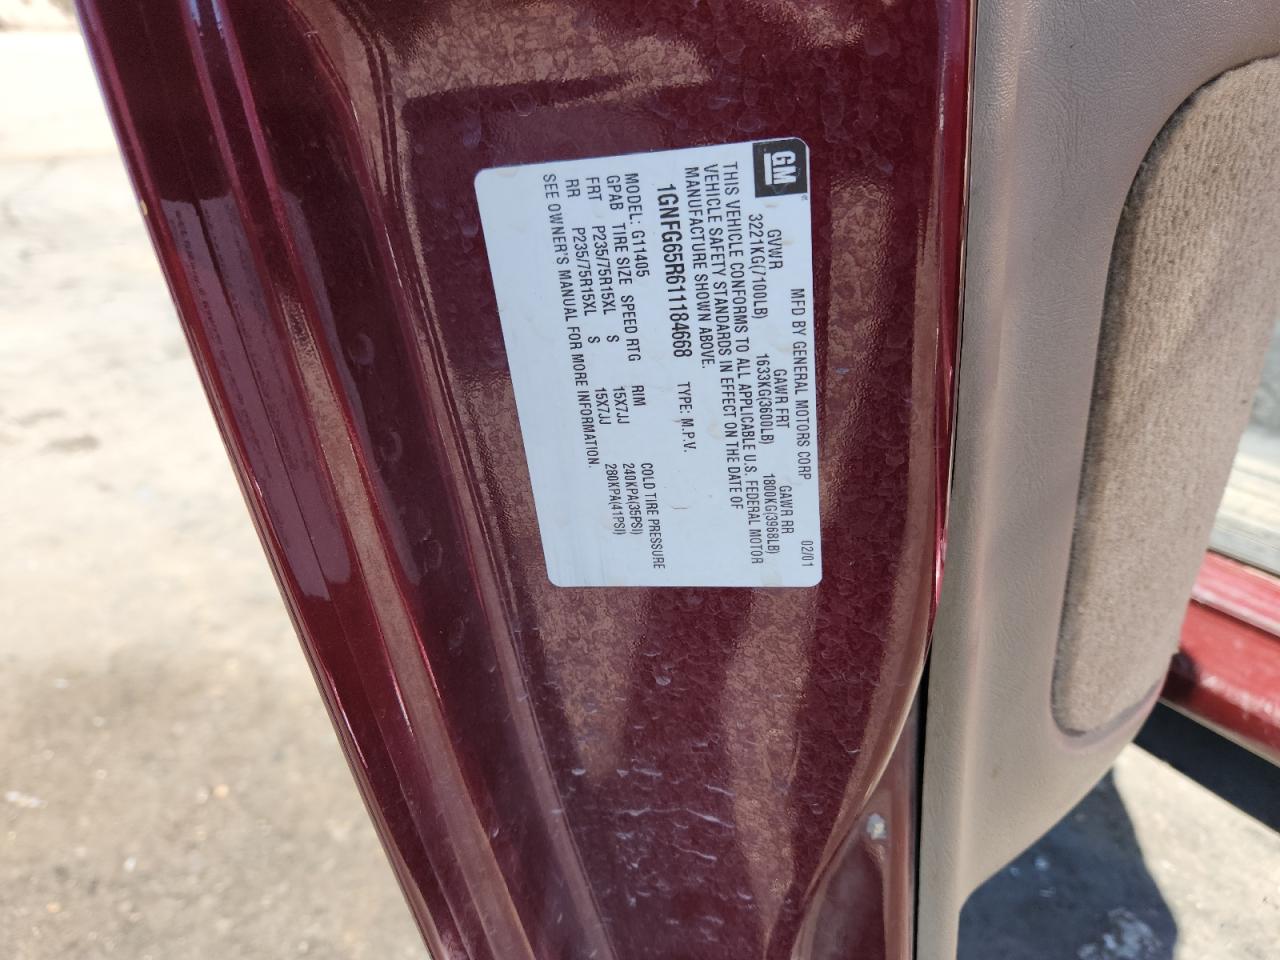 GM
MFD BY GENERAL MOTORS CORP 02/01
GVWR GAWR FRT GAWR RR
3221KG(7100LB) 1633KG(3600LB) 1800KG(3968LB)
THIS VEHICLE CONFORMS TO ALL APPLICABLE U.S. FEDERAL MOTOR
VEHICLE SAFETY STANDARDS IN EFFECT ON THE DATE OF
MANUFACTURE SHOWN ABOVE.
1GNFG65R611184668 TYPE: M.P.V.
MODEL: G11405
GPAB TIRE SIZE SPEED RTG RIM COLD TIRE PRESSURE
FRT P235/75R15XL S 15X7JJ 240KPA(35PSI)
RR P235/75R15XL S 15X7JJ 280KPA(41PSI)
SEE OWNER'S MANUAL FOR MORE INFORMATION.